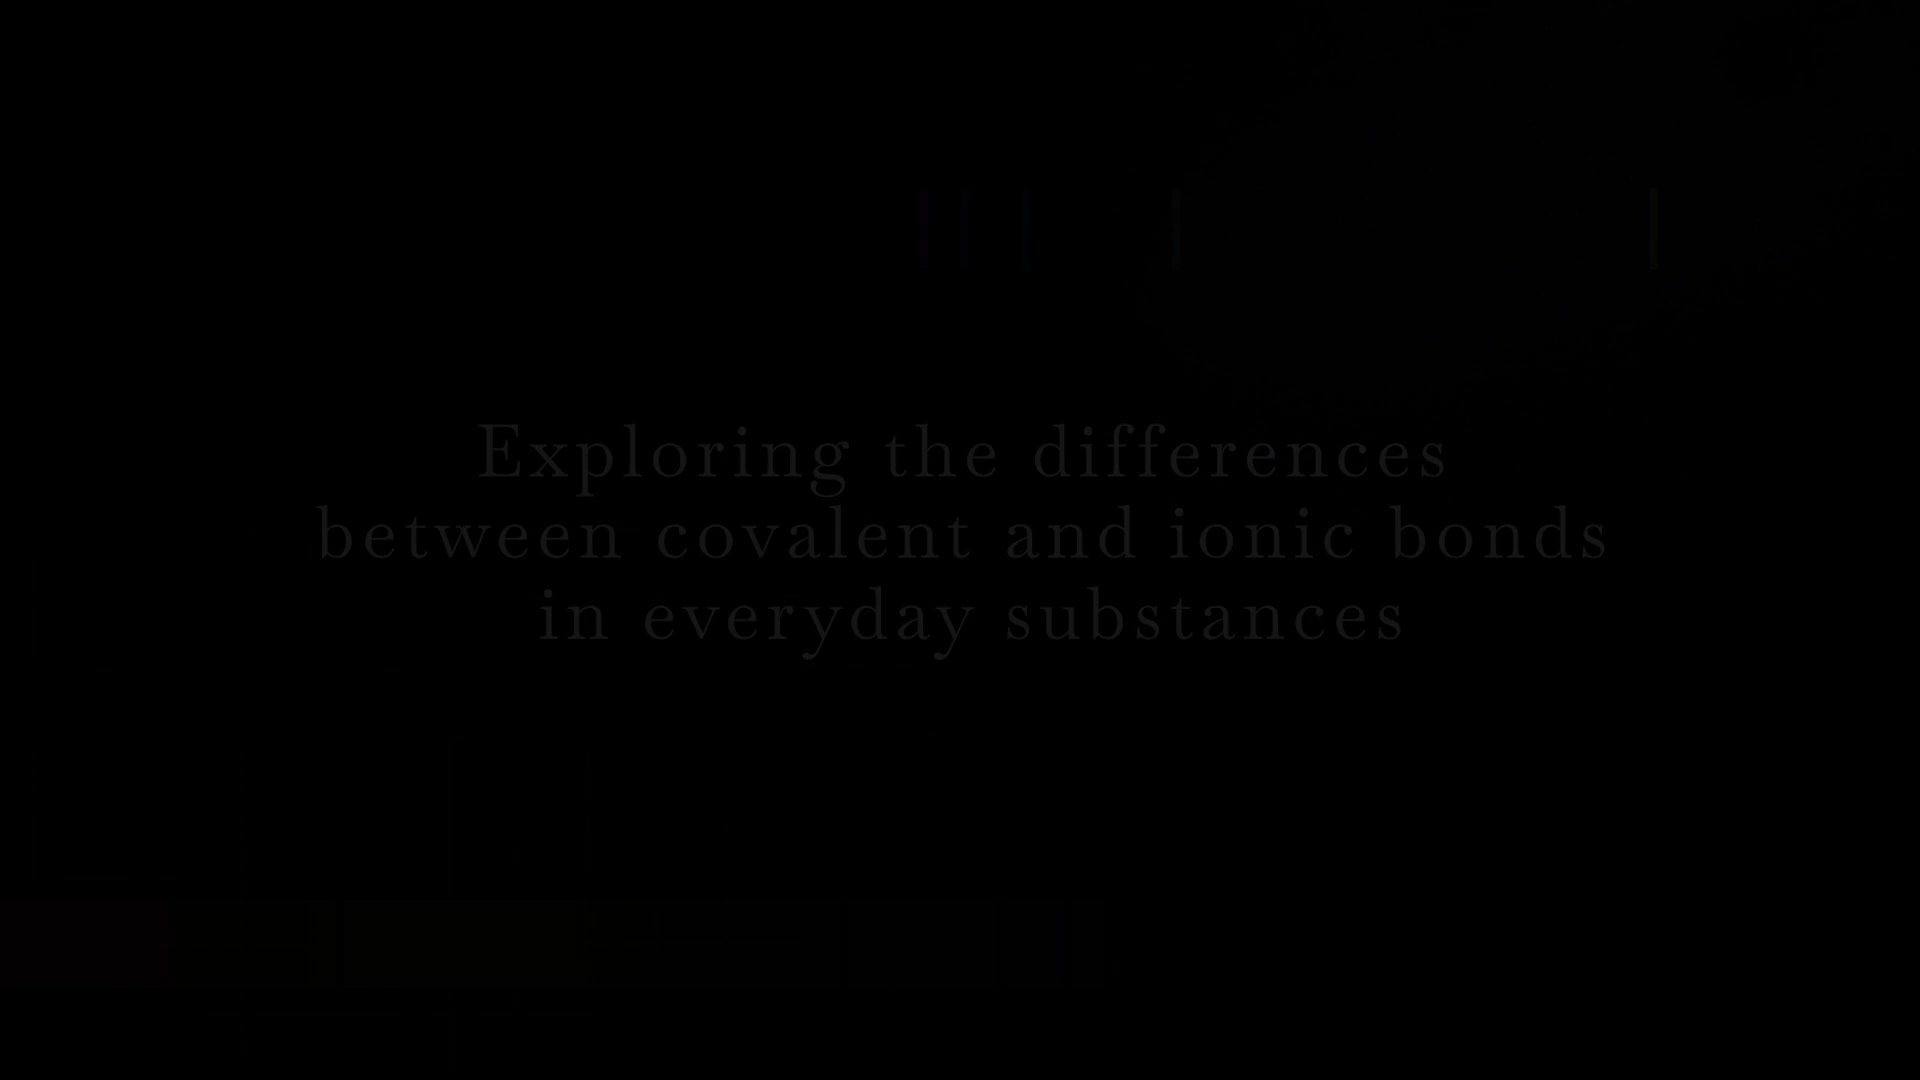 Exploring the differences
between covalent and ionic bonds
in everyday substances